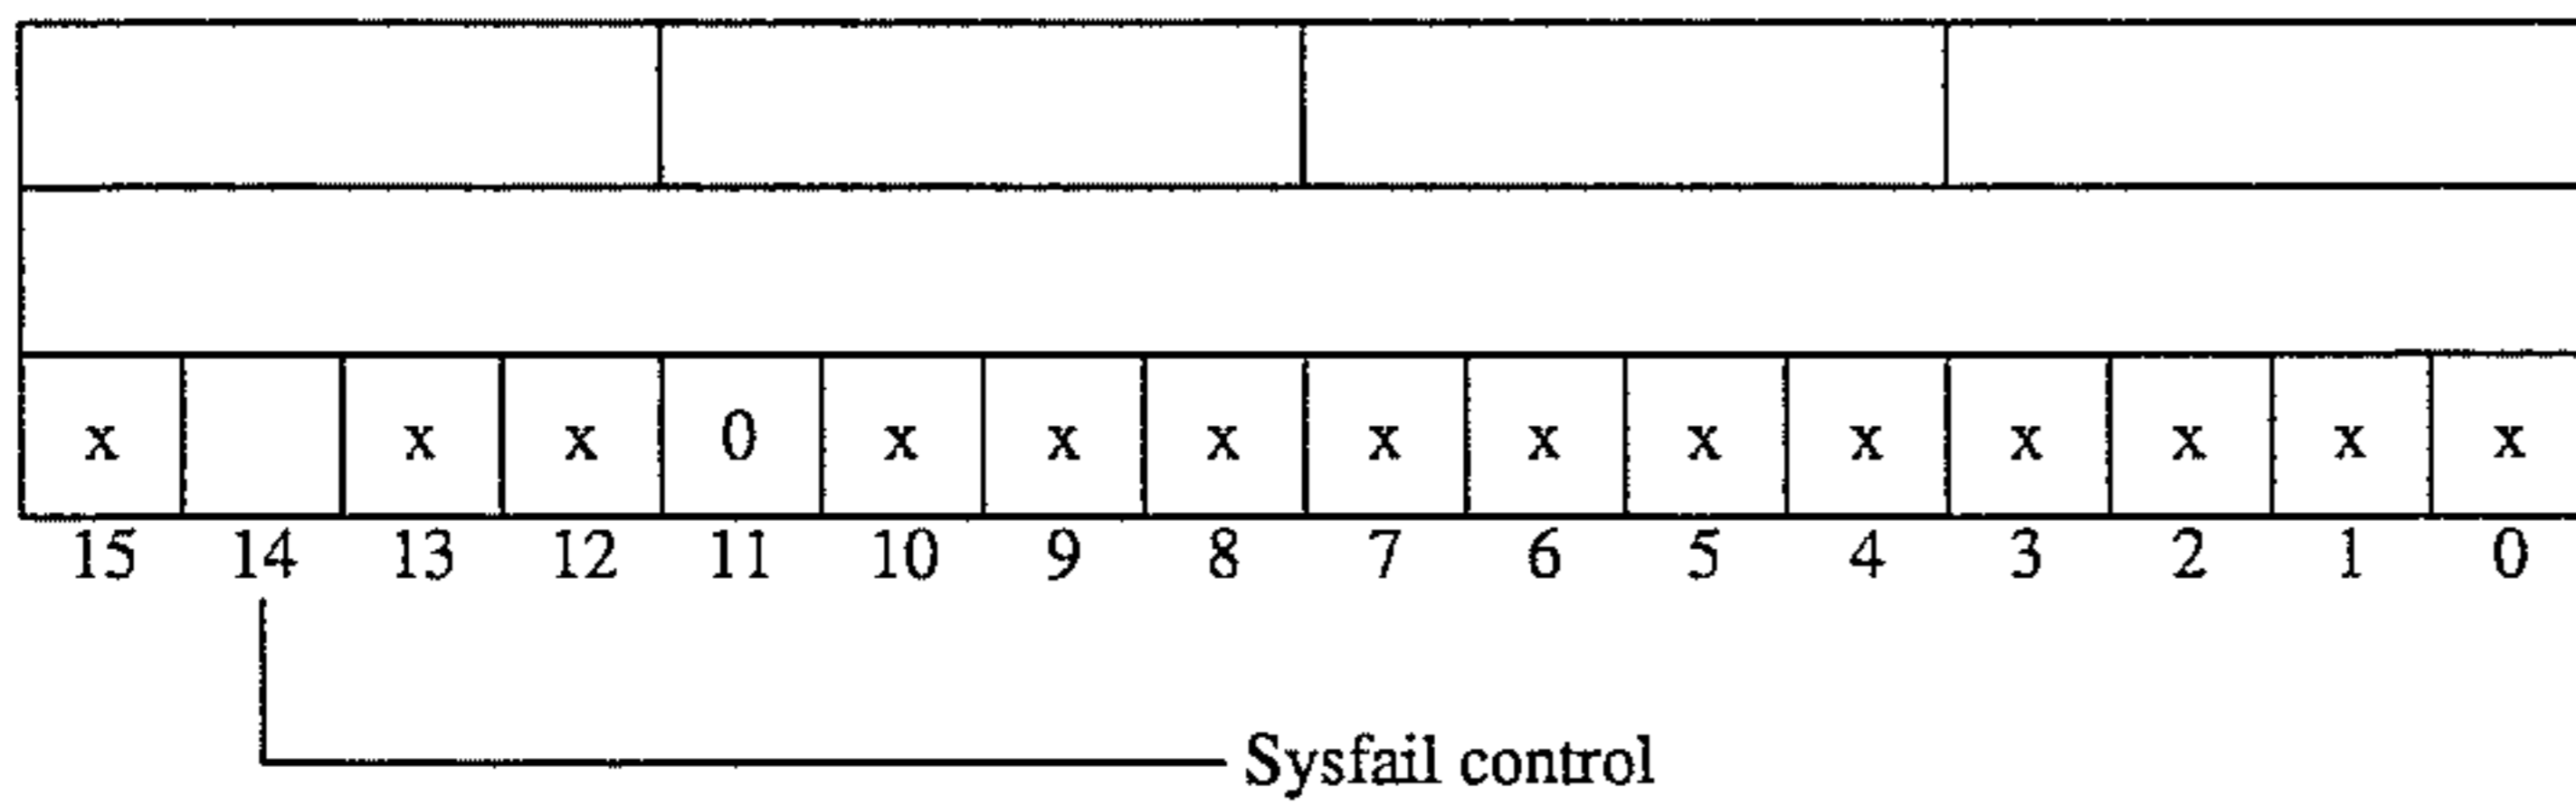 x x x 0 x x x x x x x x x x x
15 14 13 12 11 10 9 8 7 6 5 4 3 2 1 0
Sysfail control